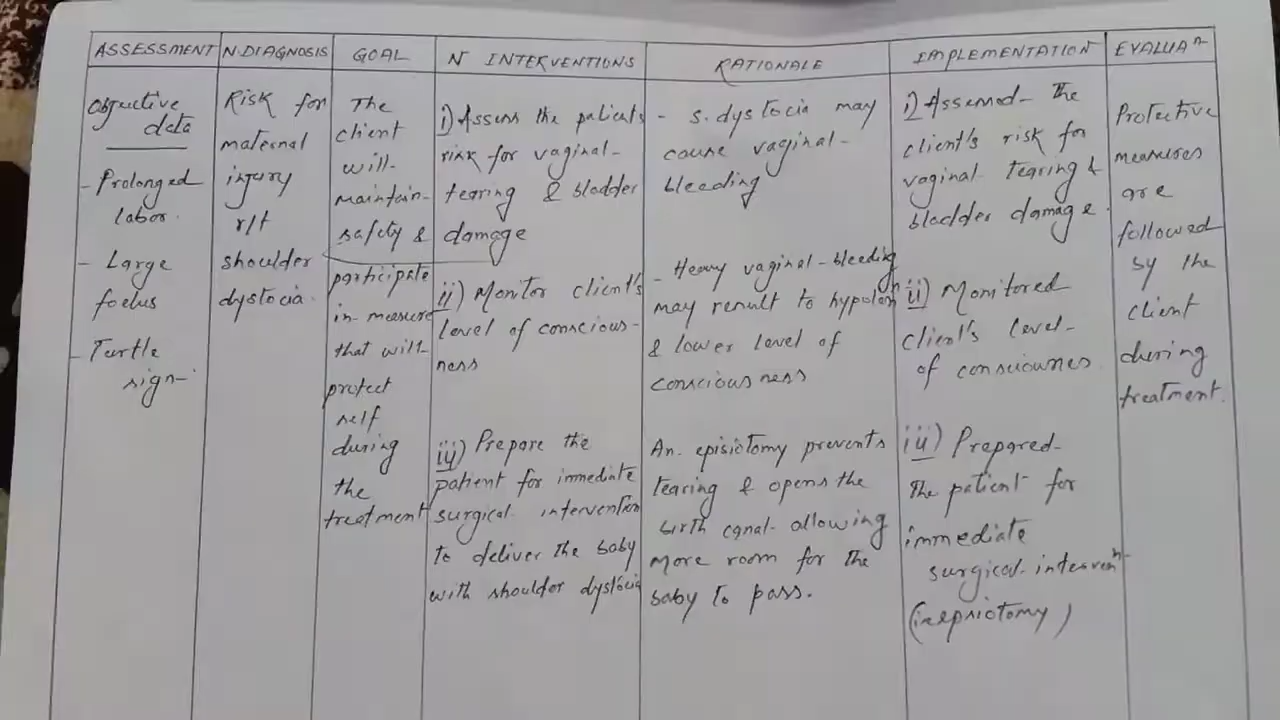 ASSESSMENT
Objective
data
- Prolonged
labor.
- Large
foetus
- Turtle
sign-
N.DIAGNOSIS
Risk for
maternal
injury
r/t
shoulder
dystocia.
GOAL
The
client
will
maintain
safety &
participate
in measure
that will
protect
self
during
the
treatment
N INTERVENTIONS
i) Assess the patients
risk for vaginal
tearing & bladder
damage
ii) Monitor client's
level of conscious-
ness
iii) Prepare the
patient for immediate
surgical intervention
to deliver the baby
with shoulder dystocia
RATIONALE
- s. dystocia may
cause vaginal
bleeding
- Heavy vaginal bleeding
may result to hypotenⁿ
& lower level of
consciousness
An episiotomy prevents
tearing & opens the
birth canal allowing
more room for the
baby to pass.
IMPLEMENTATION
i) Assessed the
client's risk for
vaginal tearing &
bladder damage.
ii) Monitored
client's level
of
iii) Prepared
the patient for
immediate
surgical intervenⁿ
EVALUAⁿ
Protective
measures
are
followed
by the
client
during
treatment.